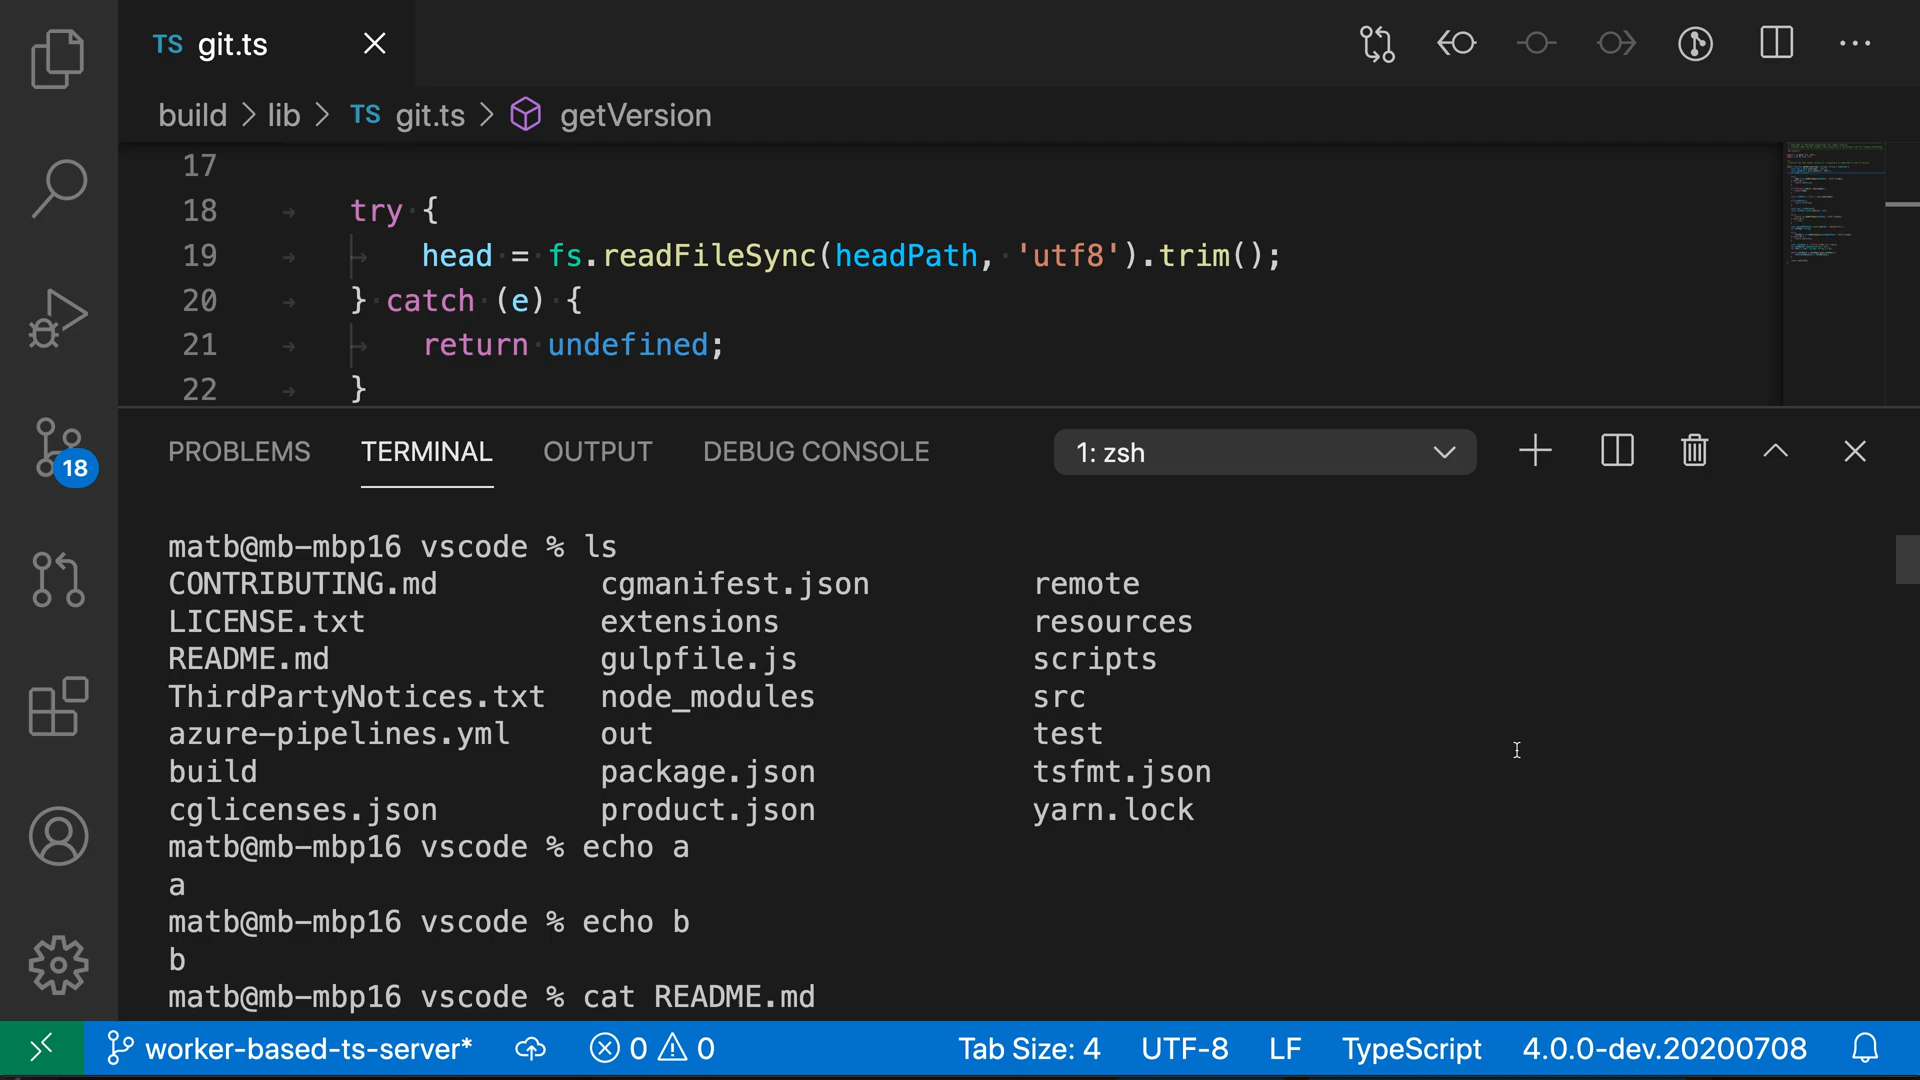 TS git.ts
build > lib > TS git.ts > getVersion
17
18 try {
19 head = fs.readFileSync(headPath, 'utf8').trim();
20 } catch (e) {
21 return undefined;
22 }
PROBLEMS TERMINAL OUTPUT DEBUG CONSOLE 1: zsh
18
matb@mb-mbp16 vscode % ls
CONTRIBUTING.md cgmanifest.json remote
LICENSE.txt extensions resources
README.md gulpfile.js scripts
ThirdPartyNotices.txt node_modules src
azure-pipelines.yml out test
build package.json tsfmt.json
cglicenses.json product.json yarn.lock
matb@mb-mbp16 vscode % echo a
a
matb@mb-mbp16 vscode % echo b
b
matb@mb-mbp16 vscode % cat README.md
worker-based-ts-server* 0 0 Tab Size: 4 UTF-8 LF TypeScript 4.0.0-dev.20200708